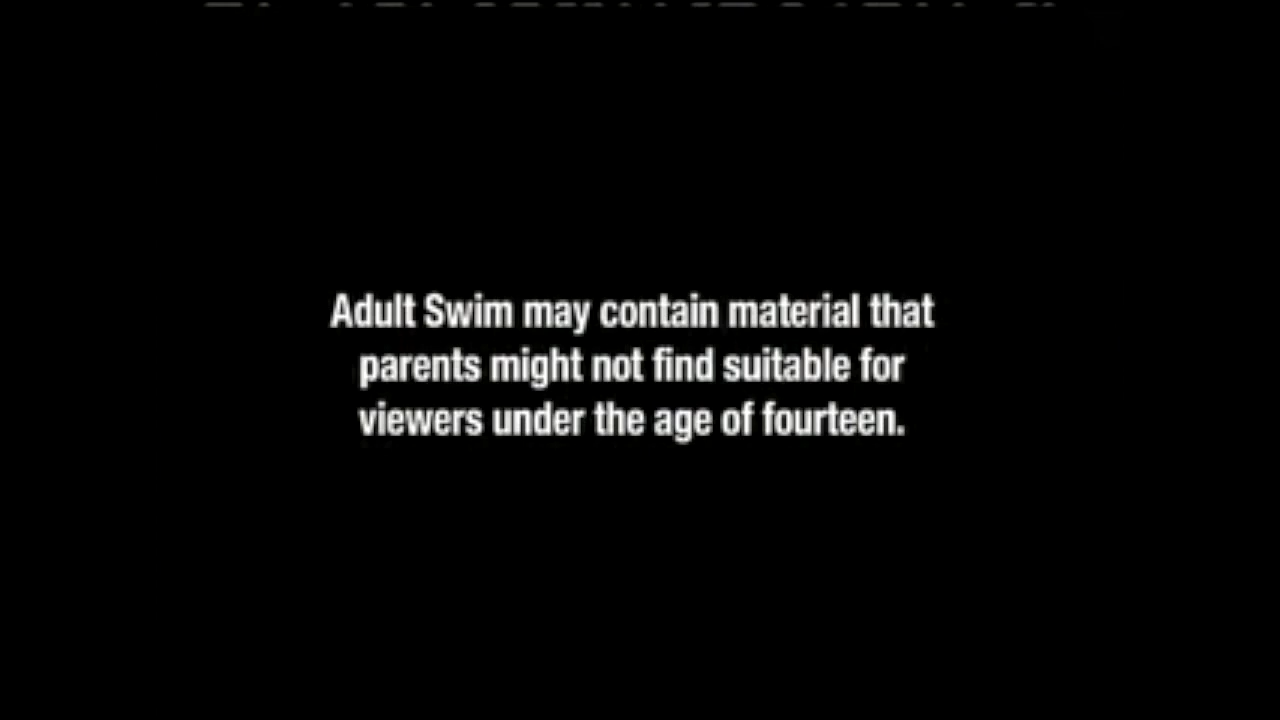 Adult Swim may contain material that
parents might not find suitable for
viewers under the age of fourteen.